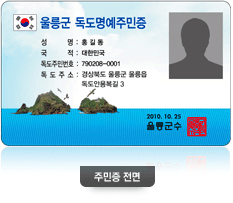 울릉군 독도명예주민증
성 명 : 홍 길 동
국 적 : 대한민국
독도주민번호 : 790208-0001
독 도 주 소 : 경상북도 울릉군 울릉읍
독도안용복길 3
2010. 10. 25
울릉군수
주민증 전면